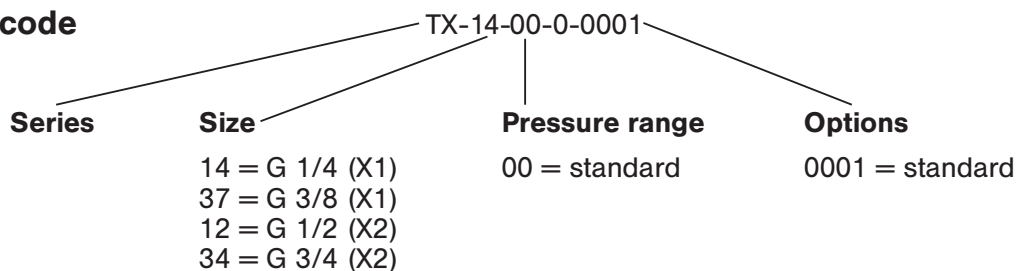 code
TX-14-00-0-0001
Series
Size
Pressure range
Options
14 = G 1/4 (X1)
00 = standard
0001 = standard
37 = G 3/8 (X1)
12 = G 1/2 (X2)
34 = G 3/4 (X2)